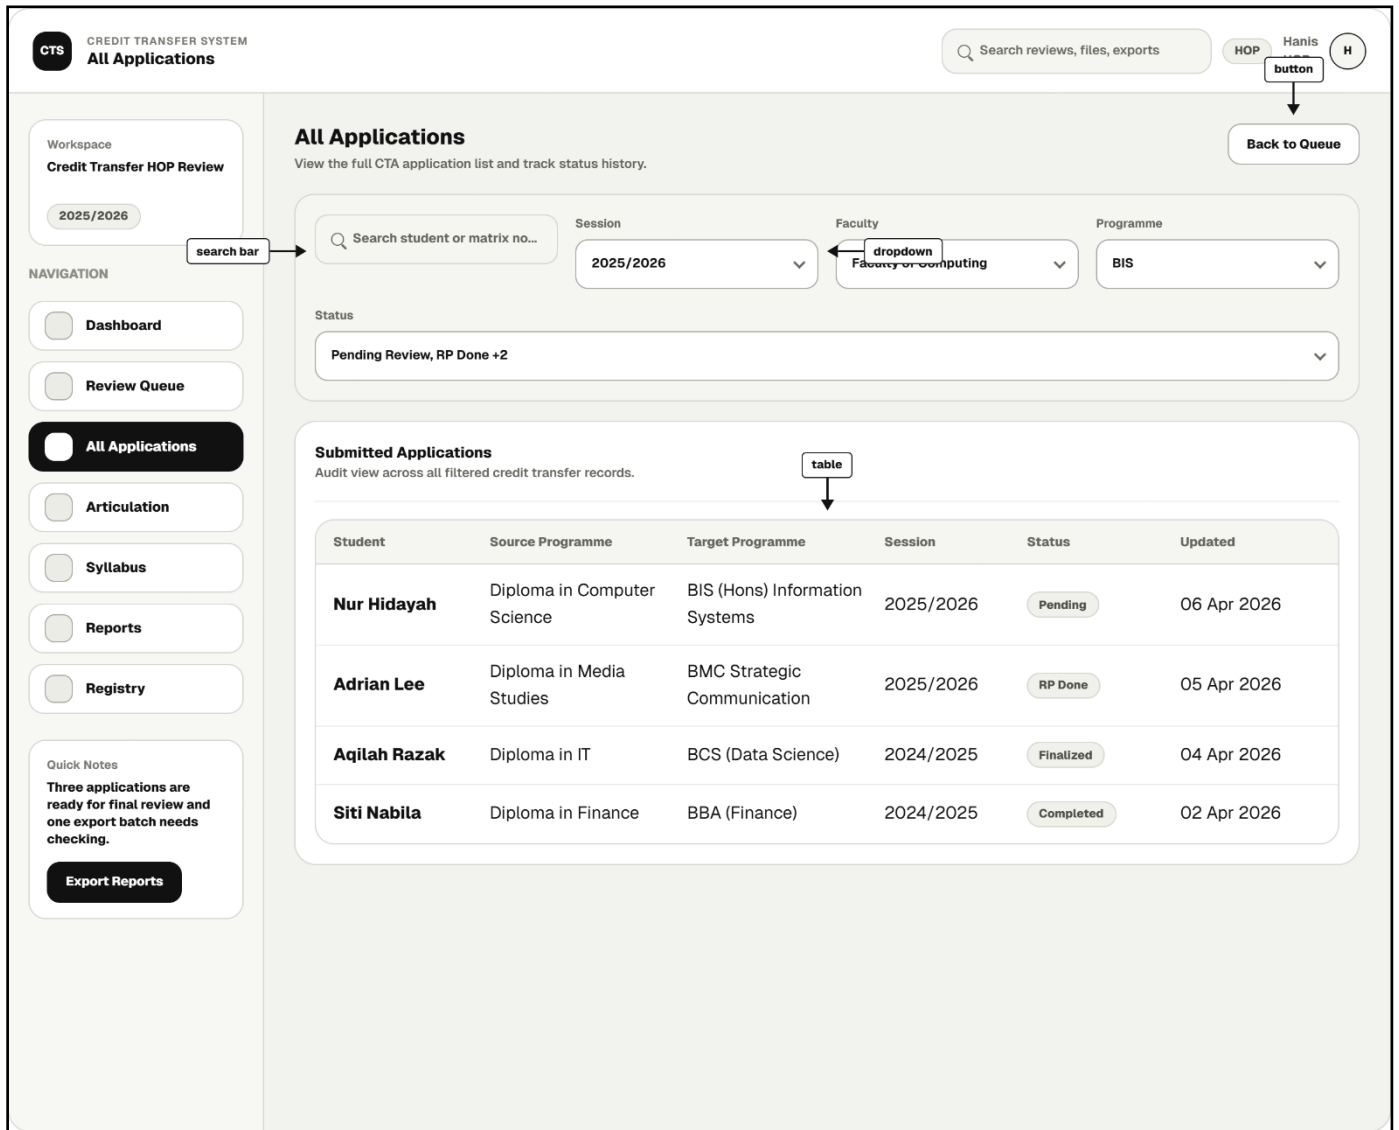 CTS
CREDIT TRANSFER SYSTEM
All Applications
Search reviews, files, exports
HOP
Hanis
H
button
Workspace
Credit Transfer HOP Review
2025/2026
NAVIGATION
Dashboard
Review Queue
All Applications
Articulation
Syllabus
Reports
Registry
Quick Notes
Three applications are
ready for final review and
one export batch needs
checking.
Export Reports
All Applications
View the full CTA application list and track status history.
Back to Queue
search bar
Search student or matrix no...
Session
2025/2026
dropdown
Faculty
Faculty of Computing
Programme
BIS
Status
Pending Review, RP Done +2
Submitted Applications
Audit view across all filtered credit transfer records.
table
Student Source Programme Target Programme Session Status Updated
Nur Hidayah Diploma in Computer Science BIS (Hons) Information Systems 2025/2026 Pending 06 Apr 2026
Adrian Lee Diploma in Media Studies BMC Strategic Communication 2025/2026 RP Done 05 Apr 2026
Aqilah Razak Diploma in IT BCS (Data Science) 2024/2025 Finalized 04 Apr 2026
Siti Nabila Diploma in Finance BBA (Finance) 2024/2025 Completed 02 Apr 2026